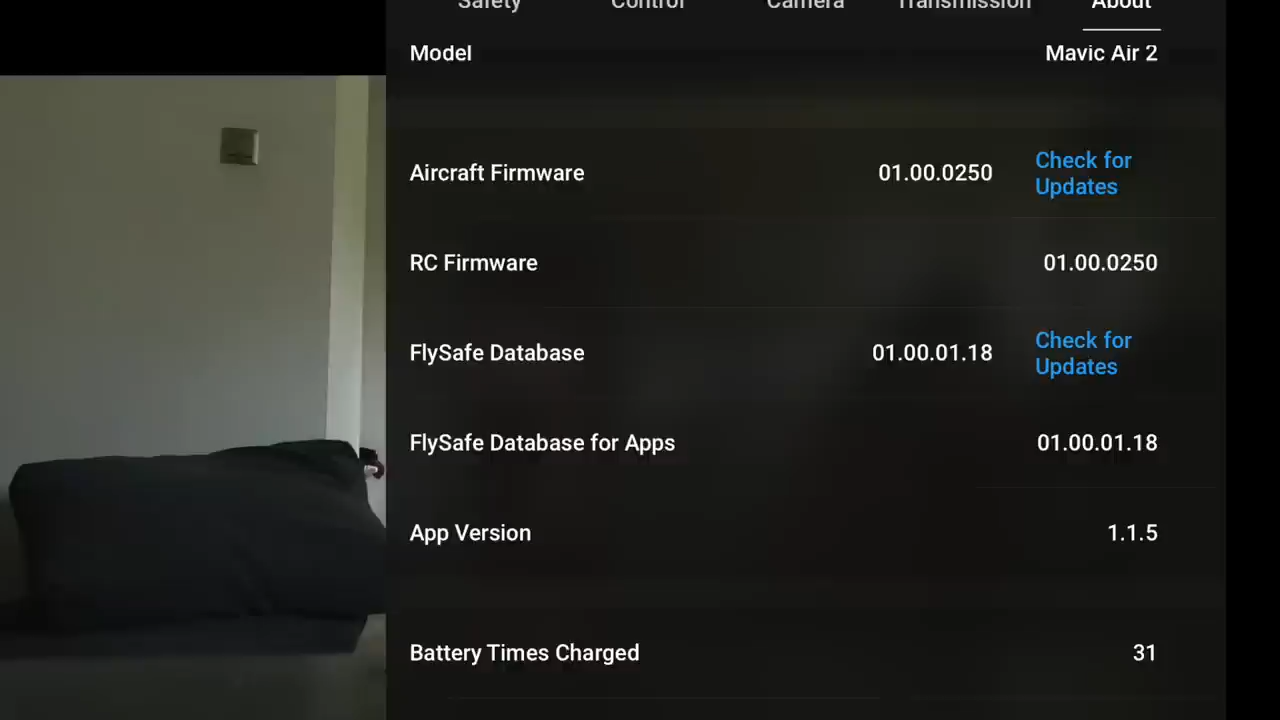 Safety Control Camera Transmission About
Model Mavic Air 2
Aircraft Firmware 01.00.0250 Check for
Updates
RC Firmware 01.00.0250
FlySafe Database 01.00.01.18 Check for
Updates
FlySafe Database for Apps 01.00.01.18
App Version 1.1.5
Battery Times Charged 31